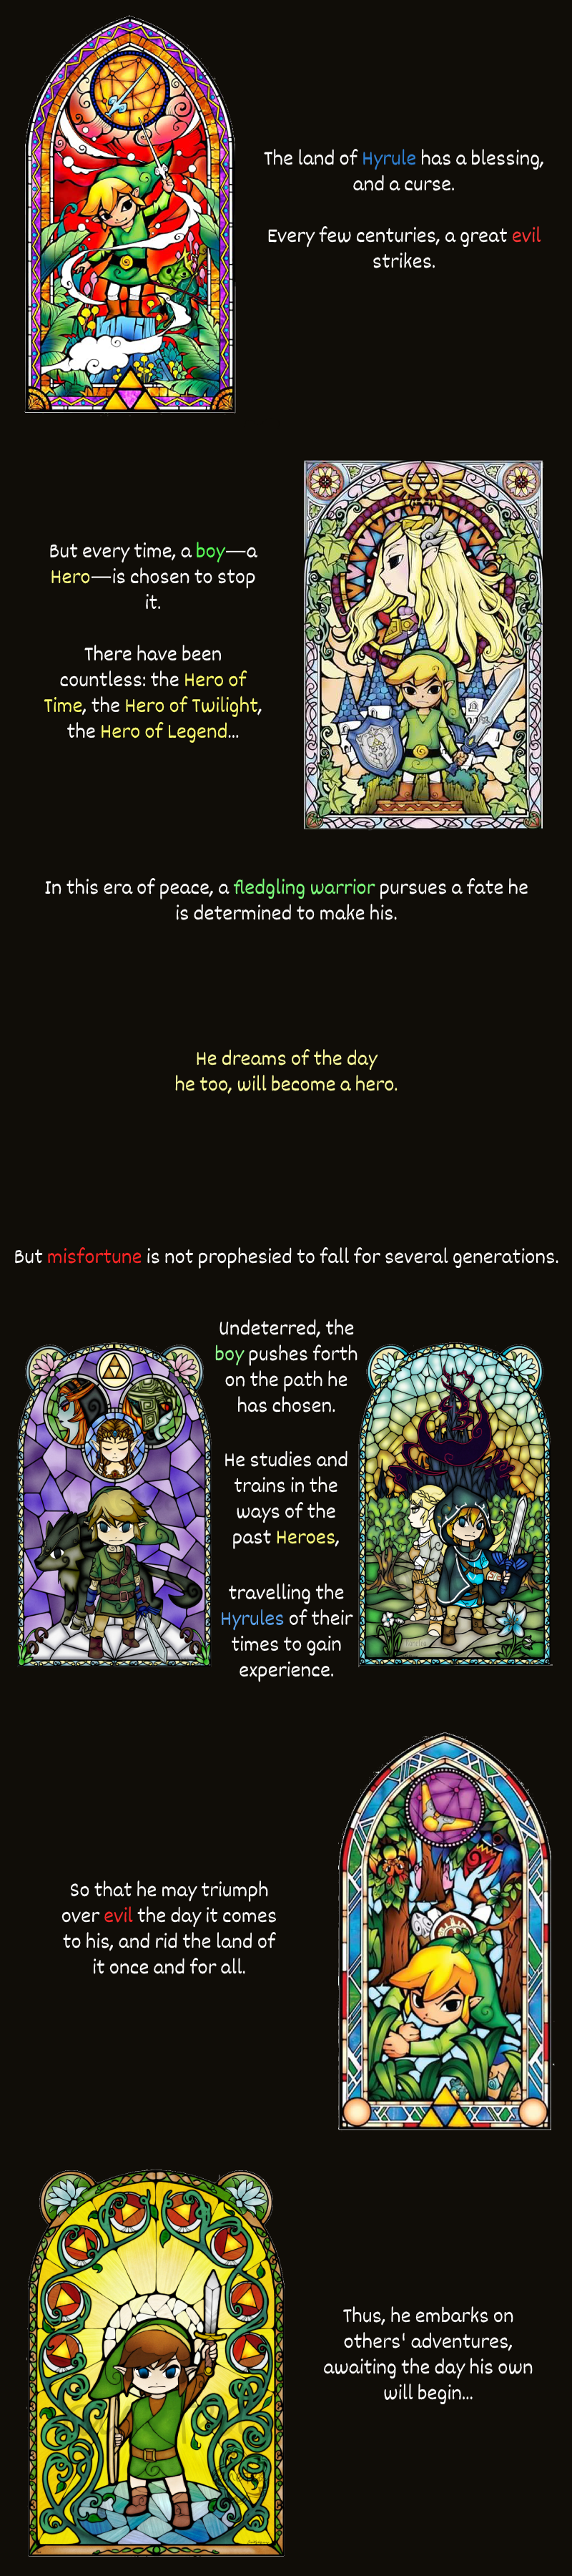 The land of Hyrule has a blessing,
and a curse.
Every few centuries, a great evil
strikes.
But every time, a boy—a
Hero—is chosen to stop
it.
There have been
countless: the Hero of
Time, the Hero of Twilight,
the Hero of Legend...
In this era of peace, a fledgling warrior pursues a fate he
is determined to make his.
He dreams of the day
he too, will become a hero.
But misfortune is not prophesied to fall for several generations.
Undeterred, the
boy pushes forth
on the path he
has chosen.
He studies and
trains in the
ways of the
past Heroes,
travelling the
Hyrules of their
times to gain
experience.
So that he may triumph
over evil the day it comes
to his, and rid the land of
it once and for all.
Thus, he embarks on
others' adventures,
awaiting the day his own
will begin...